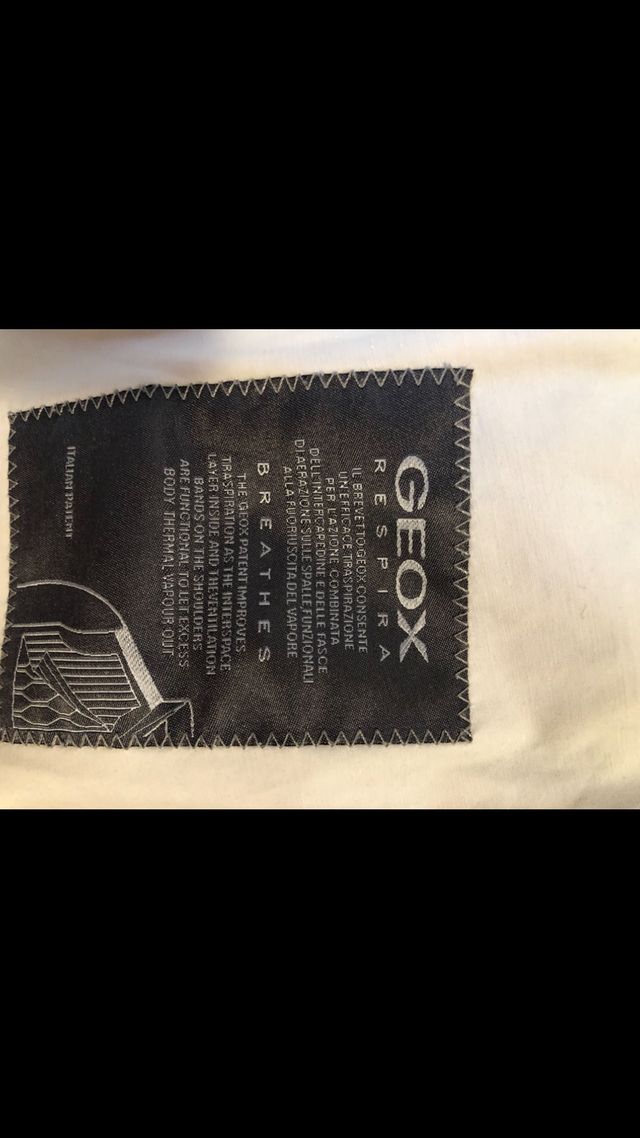 GEOX
RESPIRA
IL BREVETTO GEOX CONSENTE
UN'EFFICACE TRASPIRAZIONE
PER L'AZIONE COMBINATA
DELL'INTERCAPEDINE E DELLE FASCIE
DI AERAZIONE SULLE SPALLE FUNZIONALI
ALLA FUORIUSCITA DEL VAPORE
BREATHES
THE GEOX PATENT IMPROVES
TRASPIRATION AS THE INTERSPACE
LAYER INSIDE AND THE VENTILATION
BANDS ON THE SHOULDERS
ARE FUNCTIONAL TO LET EXCESS
BODY THERMAL VAPOUR OUT
ITALIAN PATENT